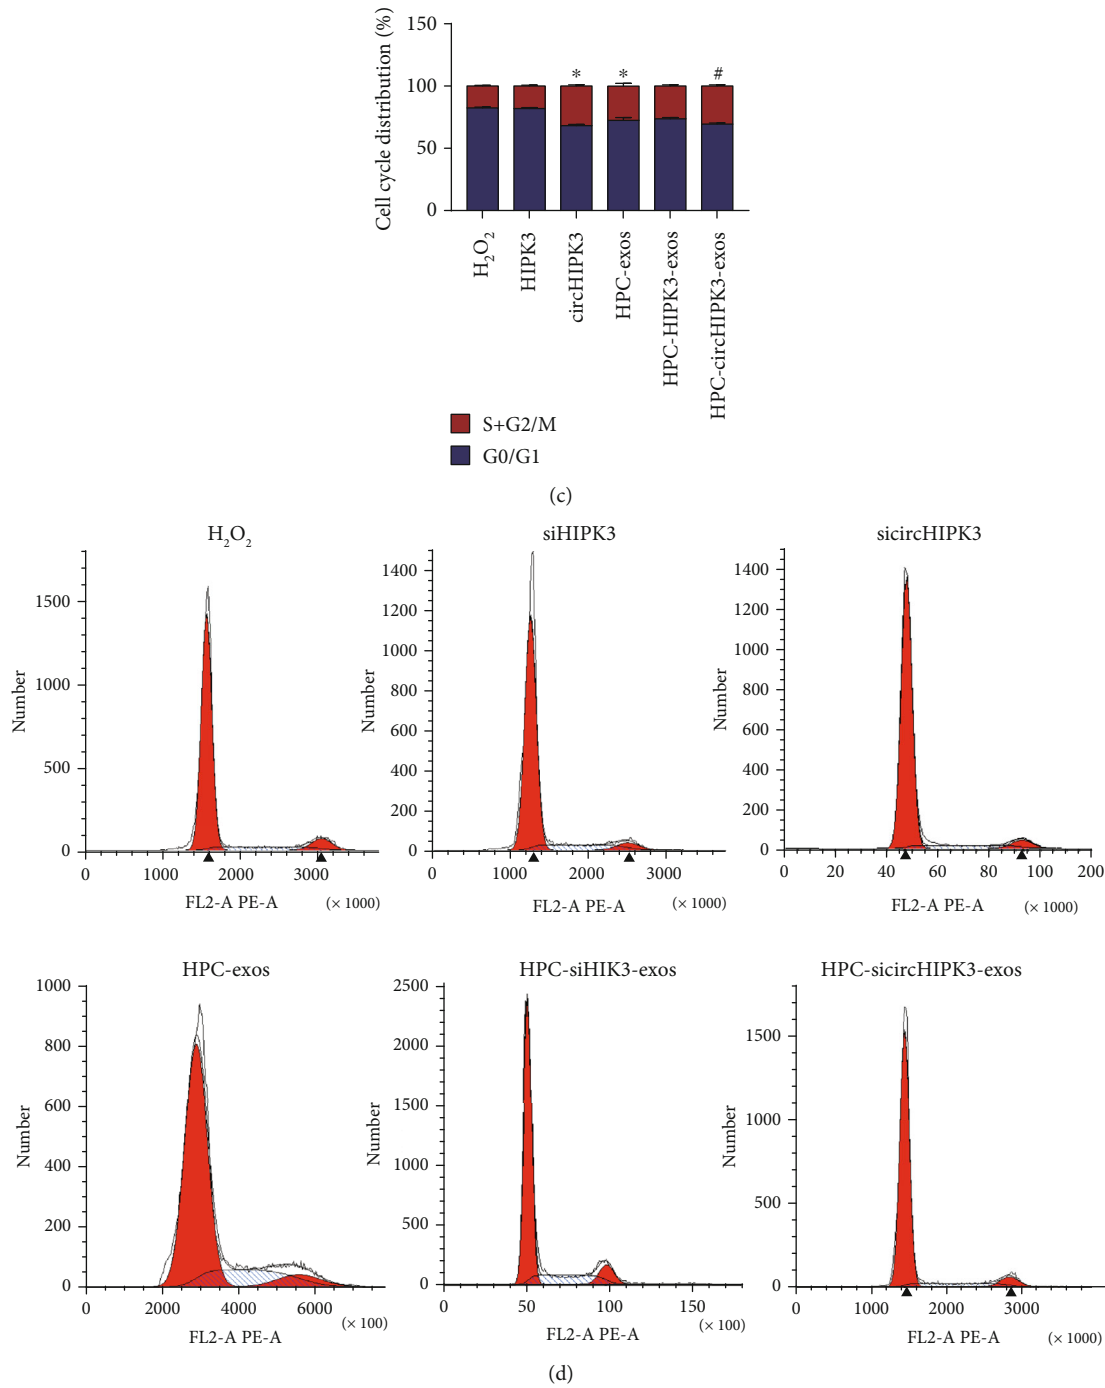 150
100
50
0
Cell cycle distribution (%)
*
*
#
H2O2
HIPK3
circHIPK3
HPC-exos
HPC-HIPK3-exos
HPC-circHIPK3-exos
S+G2/M
G0/G1
(c)
H2O2
1500
1000
500
0
Number
0 1000 2000 3000
FL2-A PE-A
(× 1000)
siHIPK3
1400
1200
1000
800
600
400
200
0
Number
0 1000 2000 3000
FL2-A PE-A
(× 1000)
sicircHIPK3
1400
1200
1000
800
600
400
200
0
Number
0 20 40 60 80 100 200
FL2-A PE-A
(× 1000)
HPC-exos
1000
800
600
400
200
0
Number
0 2000 4000 6000
FL2-A PE-A
(× 100)
HPC-siHIK3-exos
2500
2000
1500
1000
500
0
Number
0 50 100 150
FL2-A PE-A
(× 100)
HPC-sicircHIPK3-exos
1500
1000
500
0
Number
0 1000 2000 3000
FL2-A PE-A
(× 1000)
(d)